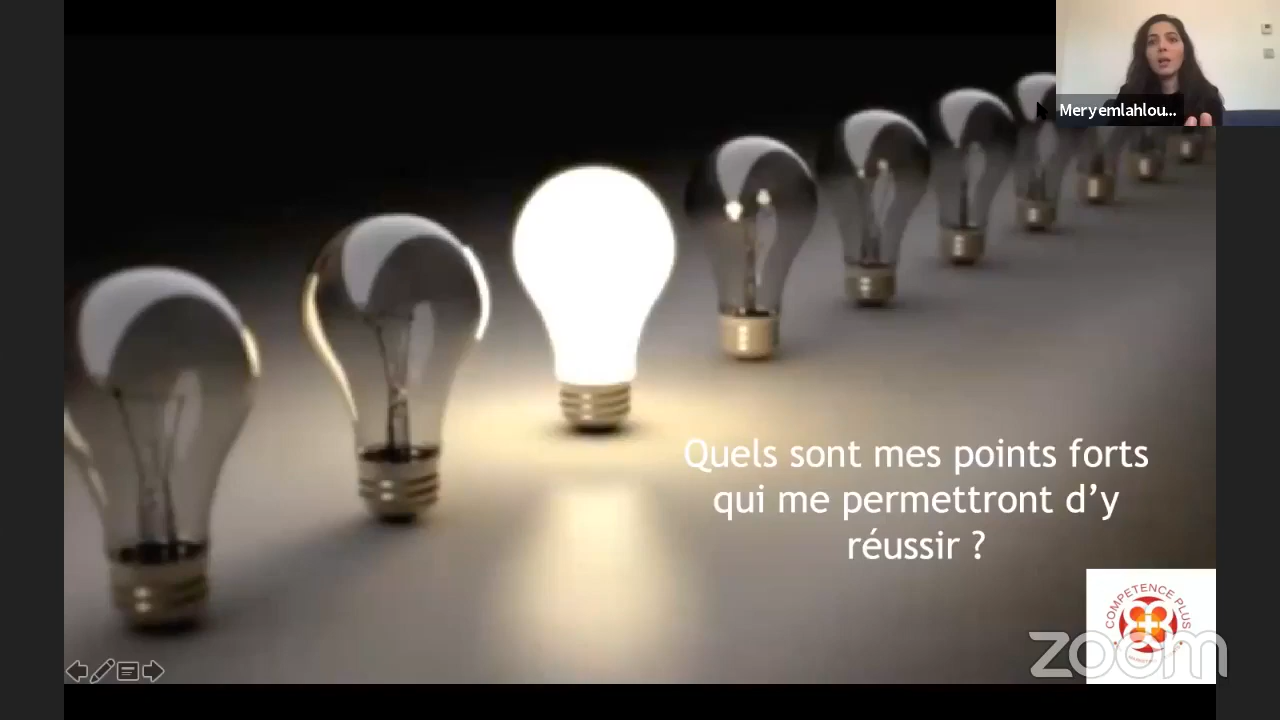 Meryemlahlou...
Quels sont mes points forts
qui me permettront d’y
réussir ?
COMPETENCE PLUS
zoom